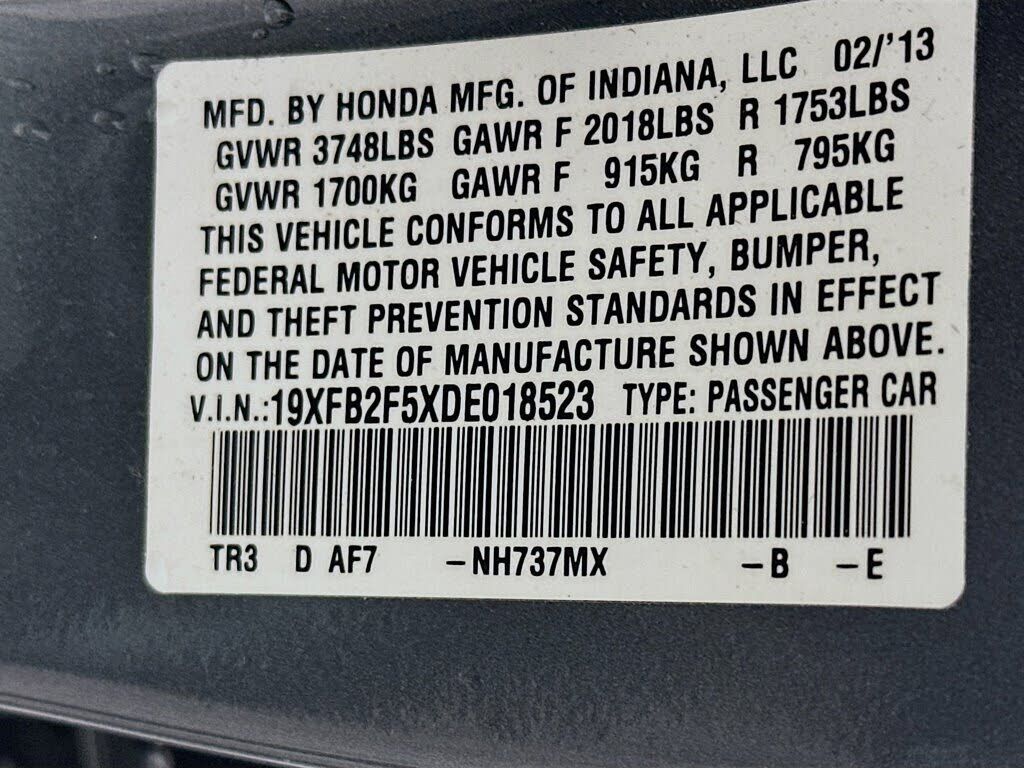 MFD. BY HONDA MFG. OF INDIANA, LLC 02/'13
GVWR 3748LBS GAWR F 2018LBS R 1753LBS
GVWR 1700KG GAWR F 915KG R 795KG
THIS VEHICLE CONFORMS TO ALL APPLICABLE
FEDERAL MOTOR VEHICLE SAFETY, BUMPER,
AND THEFT PREVENTION STANDARDS IN EFFECT
ON THE DATE OF MANUFACTURE SHOWN ABOVE.
V.I.N.:19XFB2F5XDE018523 TYPE: PASSENGER CAR
TR3 D AF7 –NH737MX –B –E